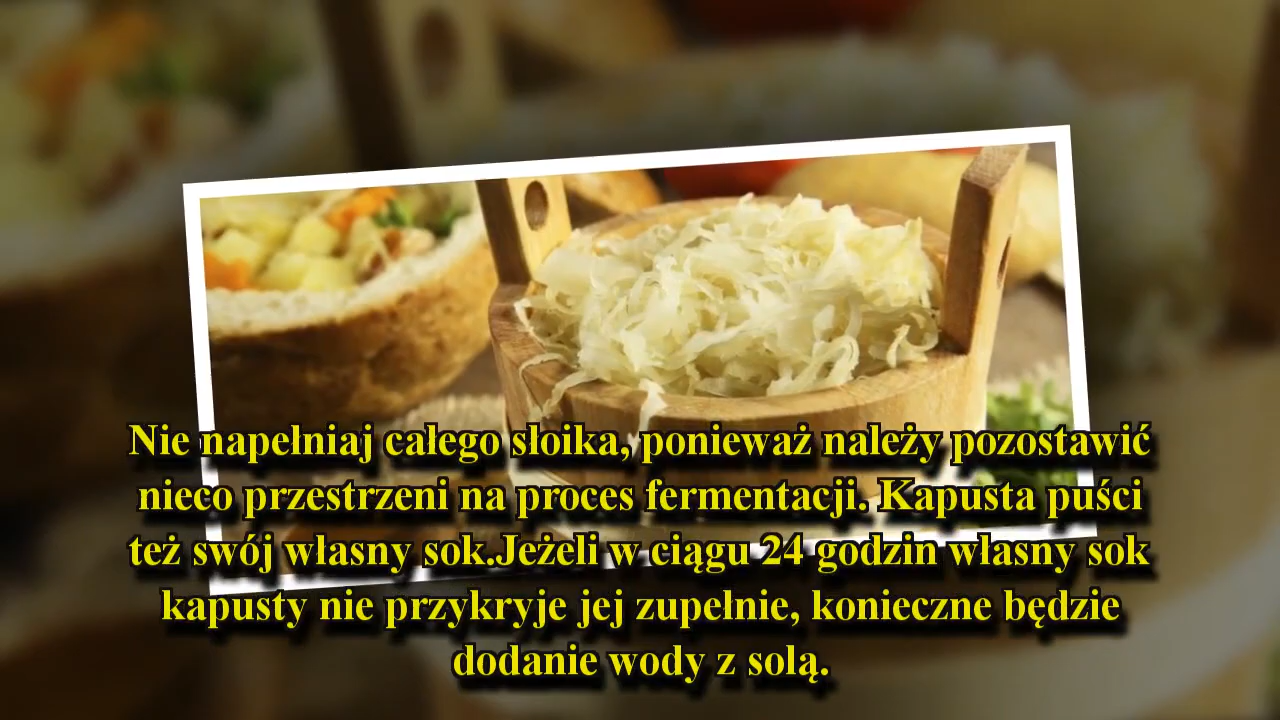 Nie napełniaj całego słoika, ponieważ należy pozostawić
nieco przestrzeni na proces fermentacji. Kapusta puści
też swój własny sok.Jeżeli w ciągu 24 godzin własny sok
kapusty nie przykryje jej zupełnie, konieczne będzie
dodanie wody z solą.